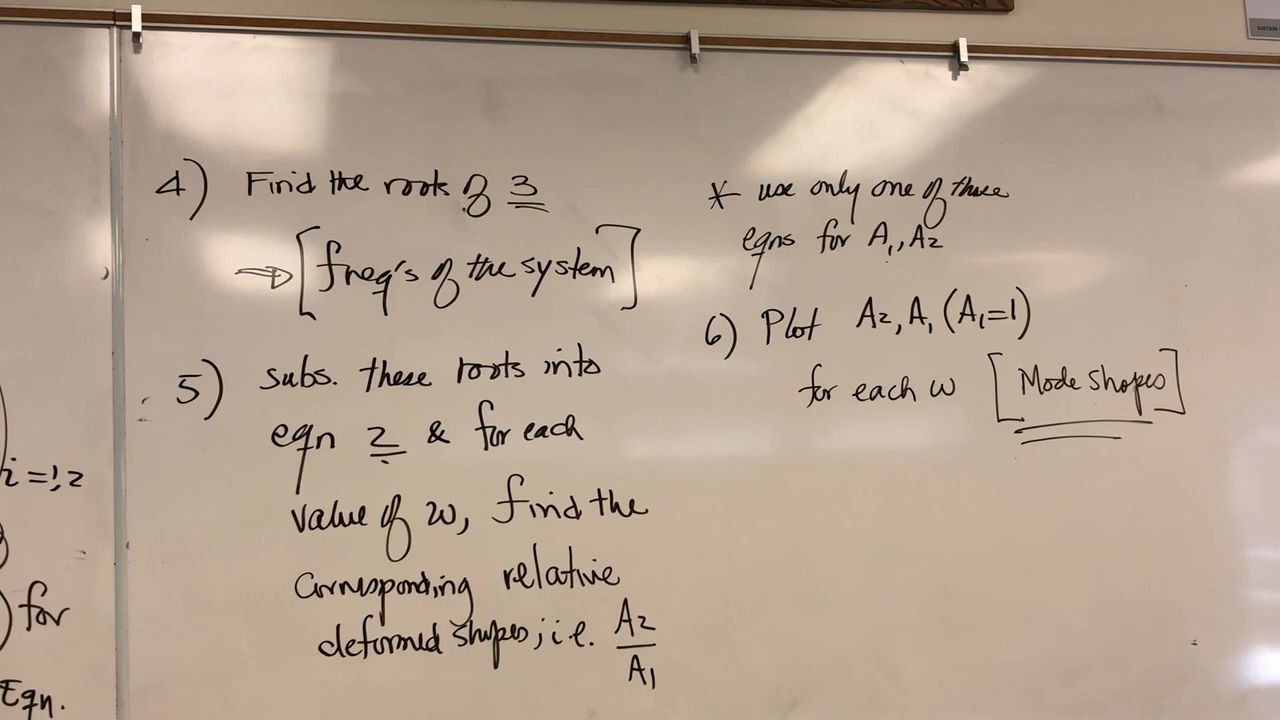 4) Find the roots of 3
⇒ [freq's of the system]
5) subs. these roots into
eqn 2 & for each
value of ω, find the
corresponding relative
deformed shapes; i.e. A2
A1
* use only one of these
eqns for A1, A2
6) Plot A2, A1 (A1=1)
for each ω [Mode shapes]
i=1,2
) for
Eqn.
SUSTAIN